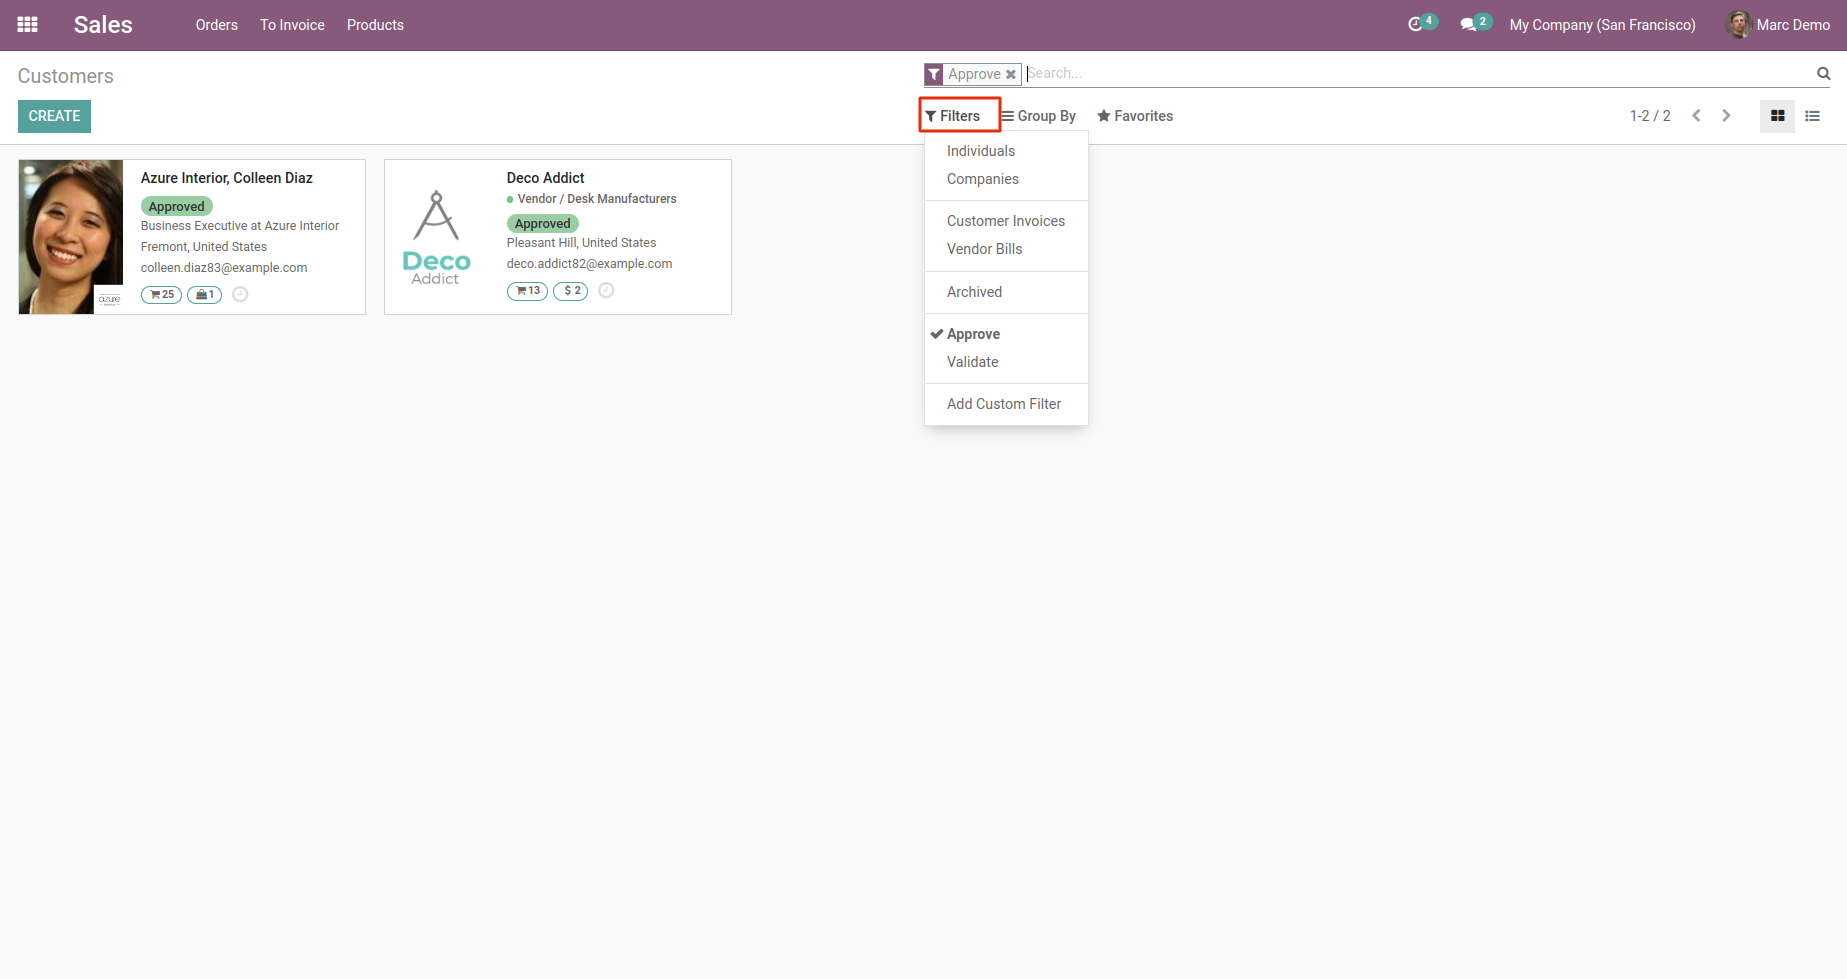 Sales
Orders
To Invoice
Products
4
2
My Company (San Francisco)
Marc Demo
Customers
Approve
Search...
CREATE
Filters
Group By
Favorites
1-2 / 2
Azure Interior, Colleen Diaz
Approved
Business Executive at Azure Interior
Fremont, United States
colleen.diaz83@example.com
25
1
azure
Deco
Addict
Deco Addict
Vendor / Desk Manufacturers
Approved
Pleasant Hill, United States
deco.addict82@example.com
13
$ 2
Individuals
Companies
Customer Invoices
Vendor Bills
Archived
Approve
Validate
Add Custom Filter